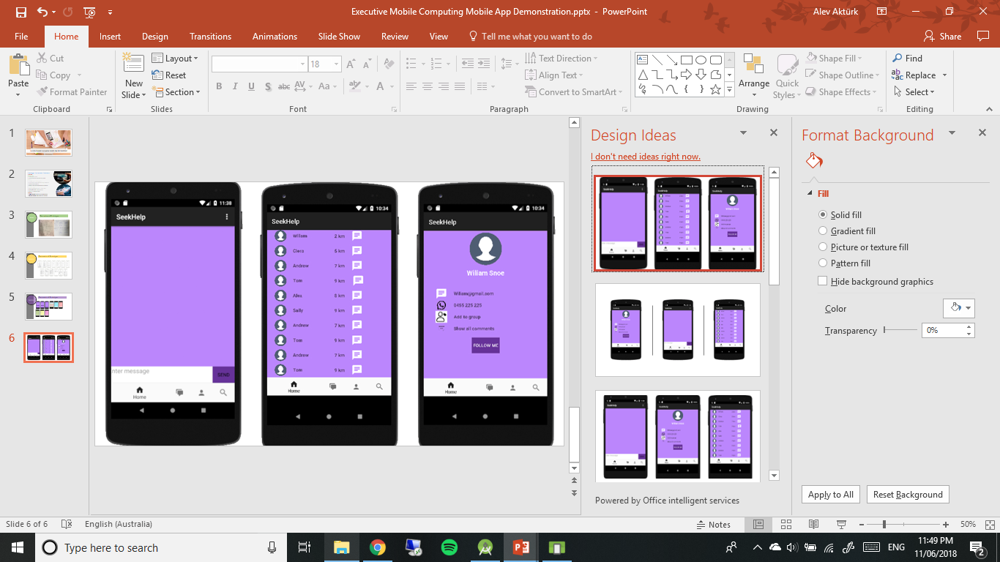 Executive Mobile Computing Mobile App Demonstration.pptx - PowerPoint
Alev Aktürk
File Home Insert Design Transitions Animations Slide Show Review View Tell me what you want to do
Share
Paste
Cut
Copy
Format Painter
Clipboard
New Slide
Layout
Reset
Section
Slides
18
B I U S abc AV Aa A
Font
Text Direction
Align Text
Convert to SmartArt
Paragraph
Arrange
Quick Styles
Shape Fill
Shape Outline
Shape Effects
Drawing
Find
Replace
Select
Editing
1
2
3
4
5
6
11:38
SeekHelp
nter message
SEND
Home
10:34
SeekHelp
William 2 km
Ciera 5 km
Andrew 7 km
Tom 9 km
Alex 8 km
Sally 9 km
Andrew 7 km
Tom 9 km
Andrew 7 km
Tom 9 km
Home
10:34
SeekHelp
Wiliam Snoe
William@gmail.com
0455 225 225
Add to group
Show all comments
FOLLOW ME
Home
Design Ideas
I don't need ideas right now.
Powered by Office intelligent services
Format Background
Fill
Solid fill
Gradient fill
Picture or texture fill
Pattern fill
Hide background graphics
Color
Transparency 0%
Apply to All
Reset Background
Slide 6 of 6
English (Australia)
Notes
50%
Type here to search
ENG
11:49 PM
11/06/2018
2